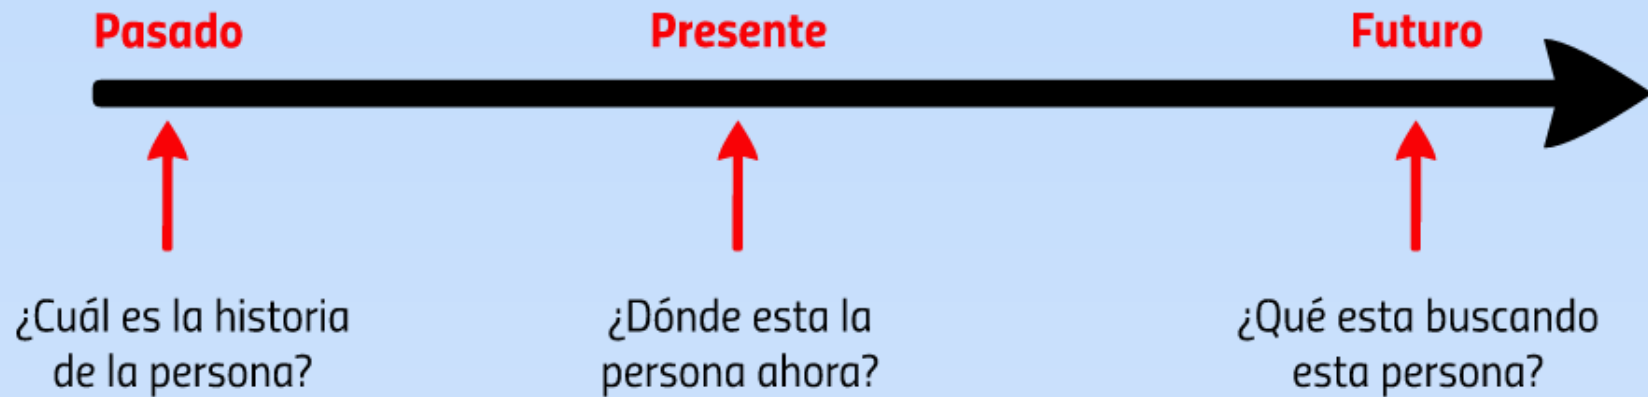 Pasado
Presente
Futuro
¿Cuál es la historia
de la persona?
¿Dónde esta la
persona ahora?
¿Qué esta buscando
esta persona?